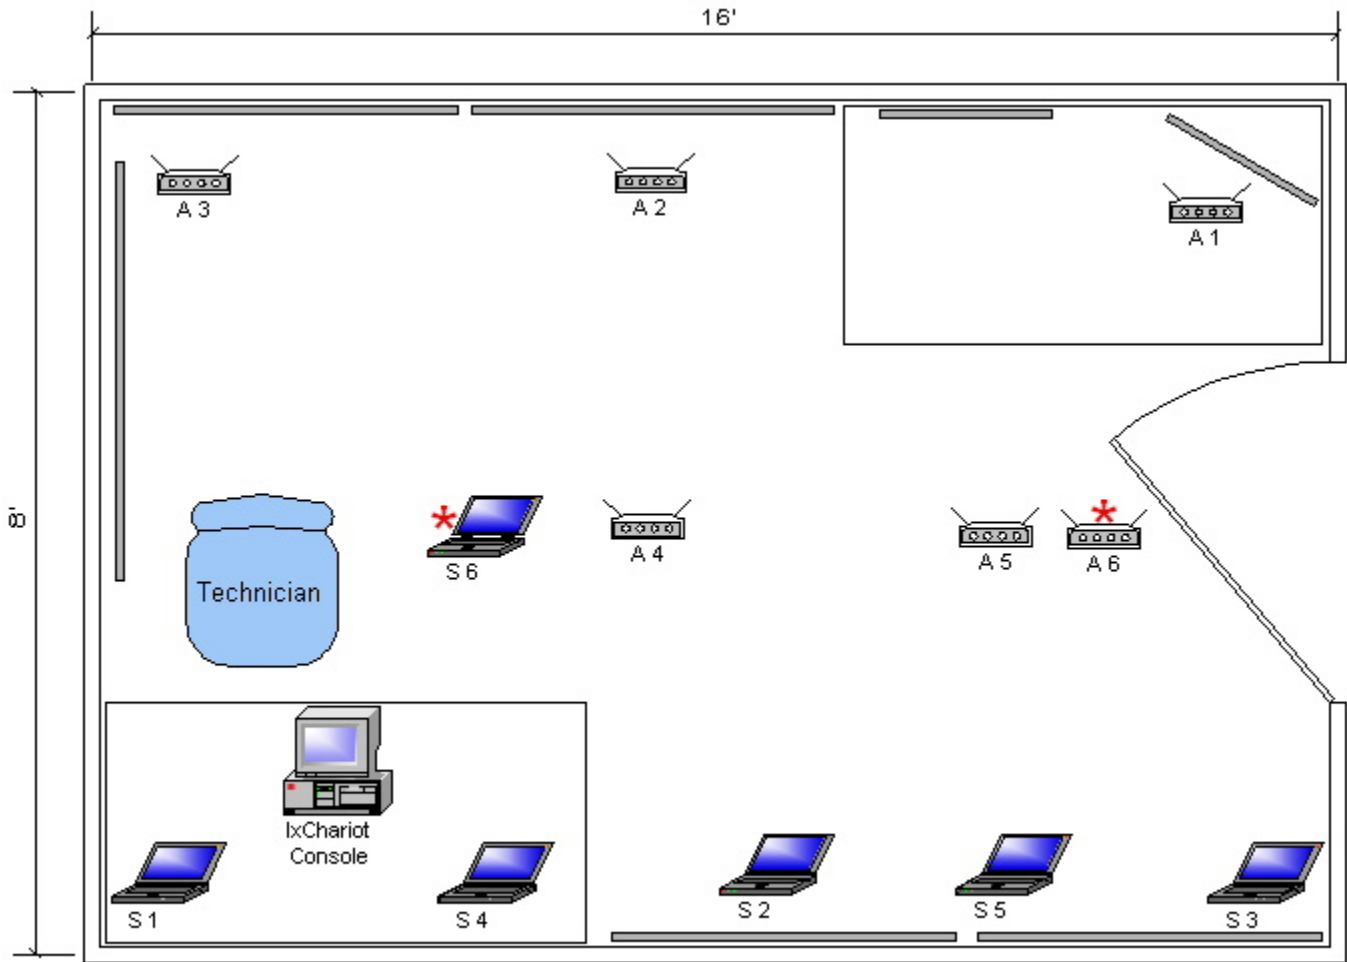 16'
A 3
A 2
A 1
8'
* S 6
A 4
A 5
* A 6
Technician
IxChariot
Console
S 1
S 4
S 2
S 5
S 3